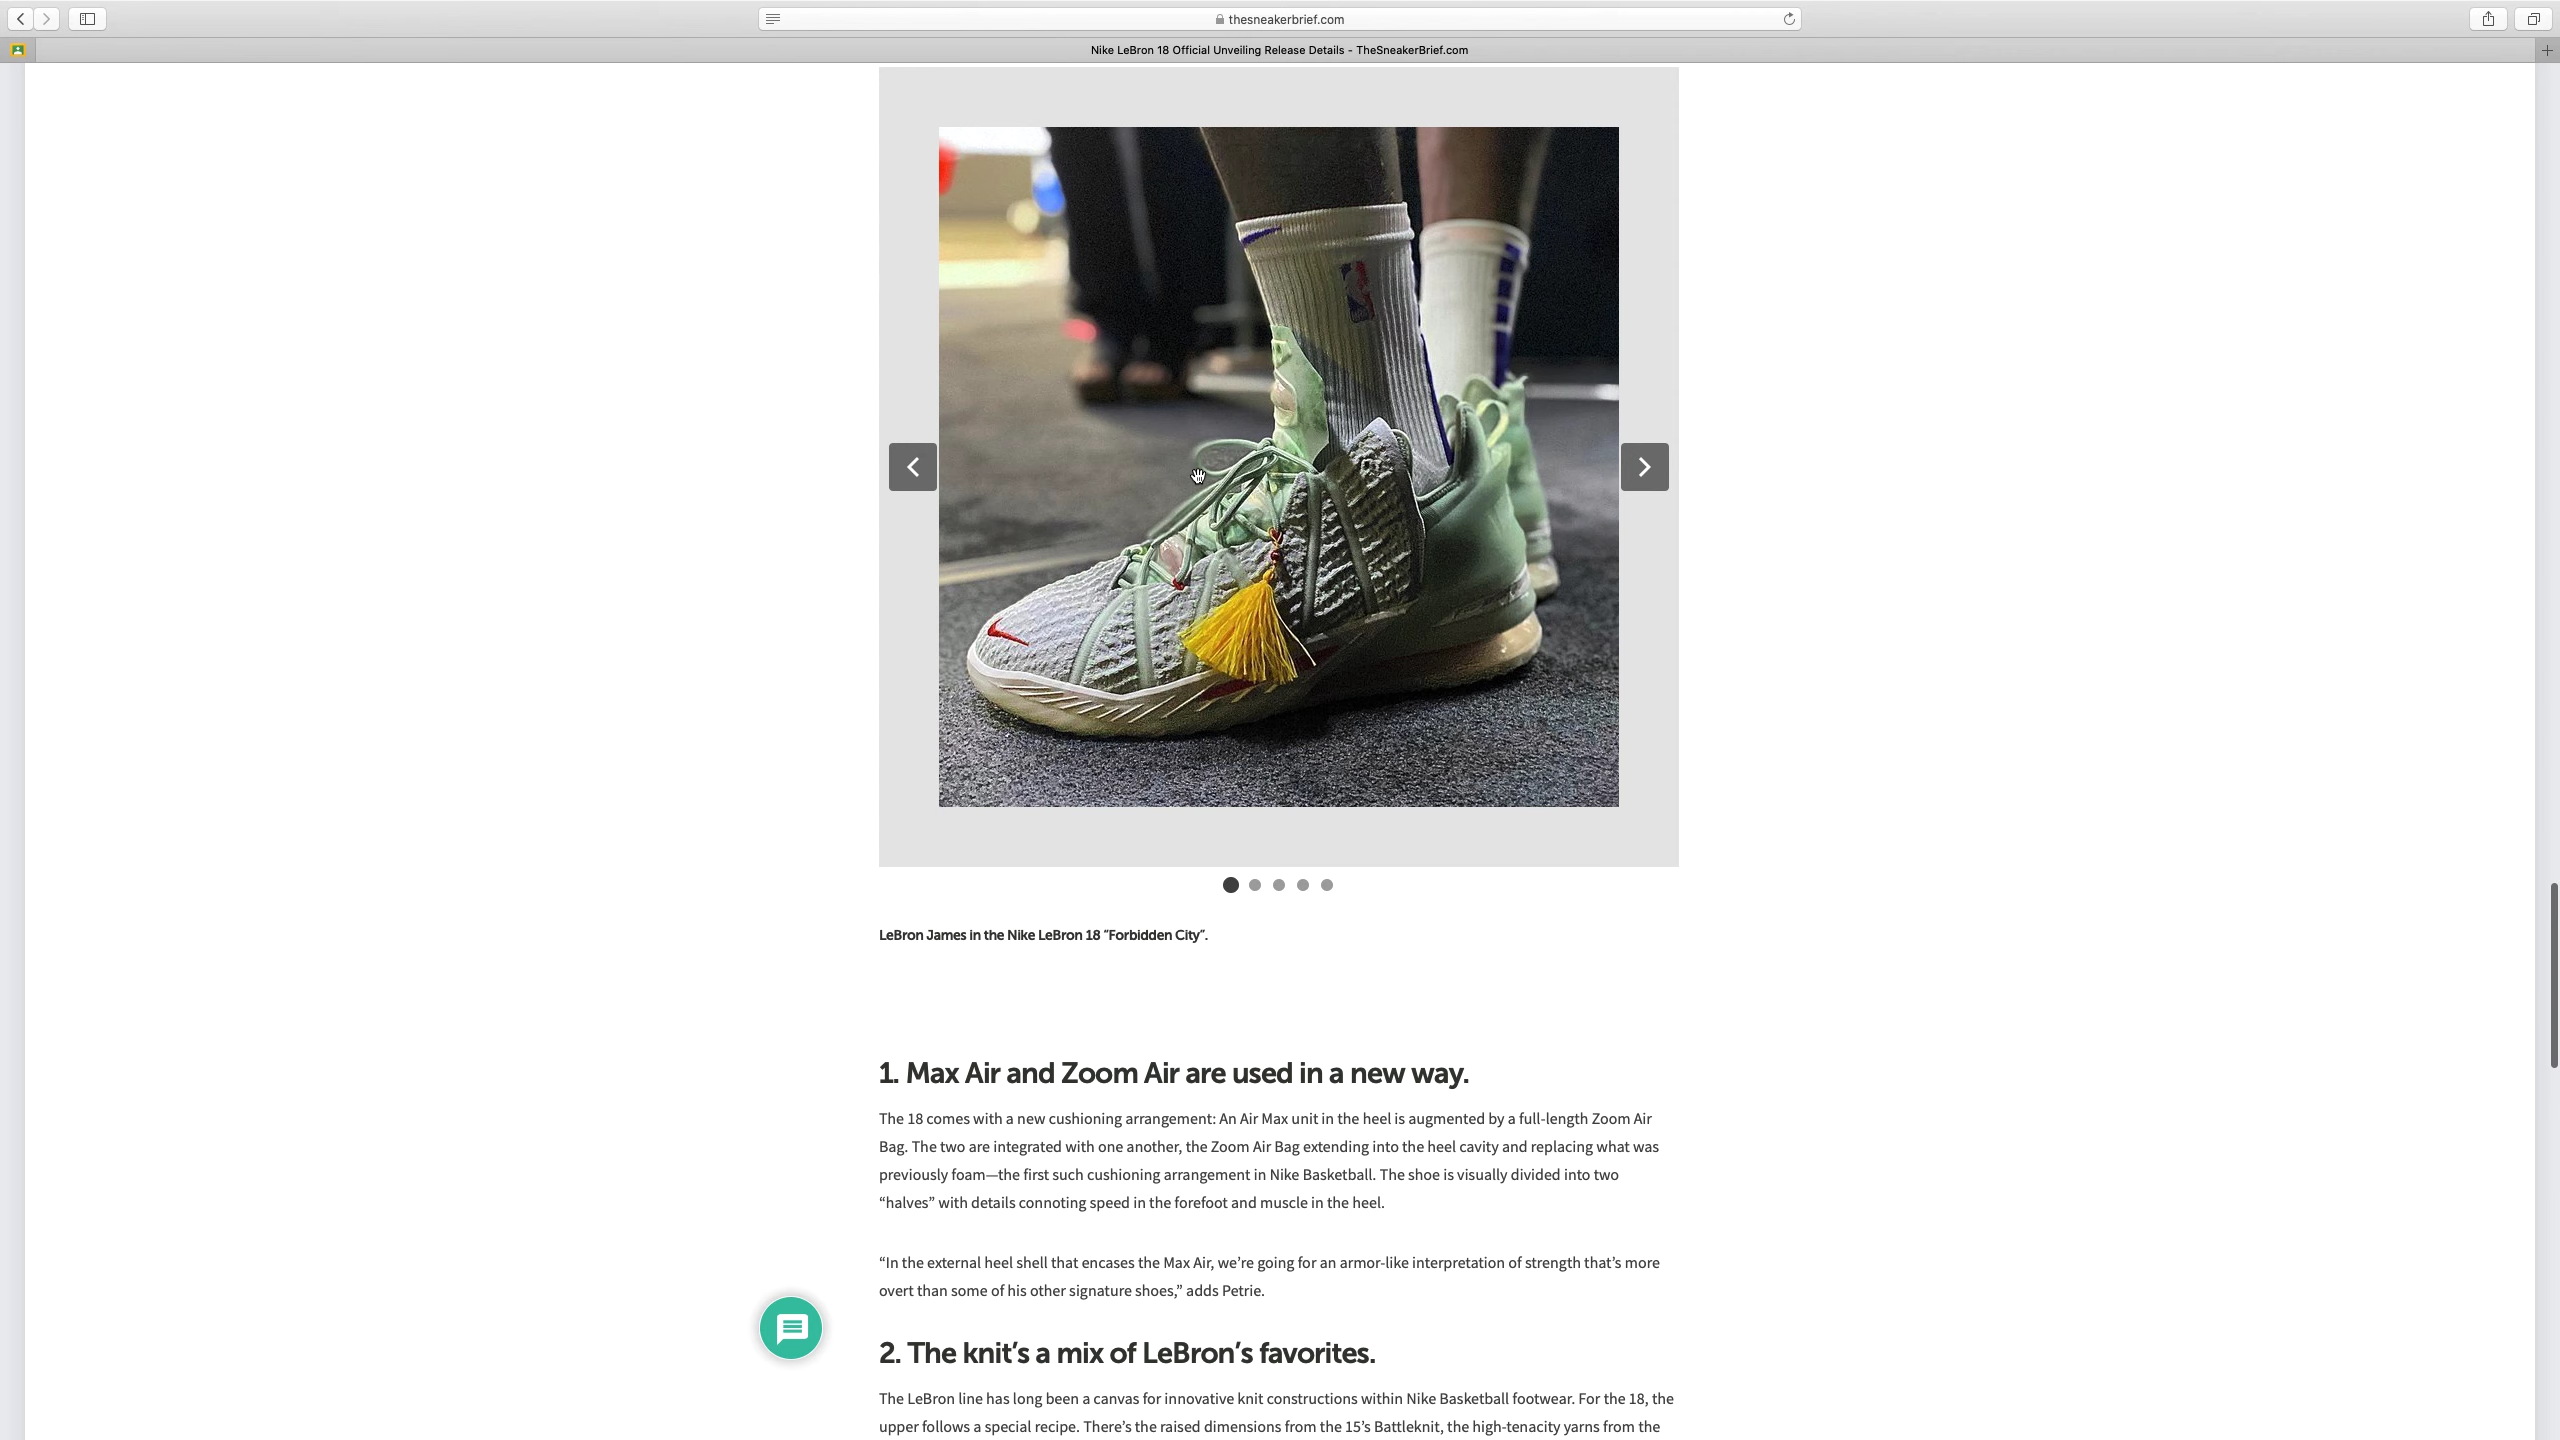 thesneakerbrief.com
Nike LeBron 18 Official Unveiling Release Details - TheSneakerBrief.com
LeBron James in the Nike LeBron 18 “Forbidden City”.
1. Max Air and Zoom Air are used in a new way.
The 18 comes with a new cushioning arrangement: An Air Max unit in the heel is augmented by a full-length Zoom Air
Bag. The two are integrated with one another, the Zoom Air Bag extending into the heel cavity and replacing what was
previously foam—the first such cushioning arrangement in Nike Basketball. The shoe is visually divided into two
“halves” with details connoting speed in the forefoot and muscle in the heel.
“In the external heel shell that encases the Max Air, we’re going for an armor-like interpretation of strength that’s more
overt than some of his other signature shoes,” adds Petrie.
2. The knit’s a mix of LeBron’s favorites.
The LeBron line has long been a canvas for innovative knit constructions within Nike Basketball footwear. For the 18, the
upper follows a special recipe. There’s the raised dimensions from the 15’s Battleknit, the high-tenacity yarns from the